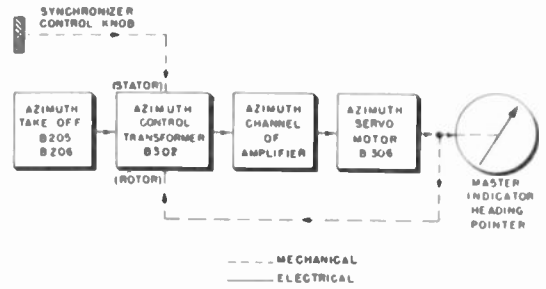 SYNCHRONIZER
CONTROL KNOB
(STATOR)
AZIMUTH
TAKE OFF
B205
B206
AZIMUTH
CONTROL
TRANSFORMER
B302
AZIMUTH
CHANNEL
OF
AMPLIFIER
AZIMUTH
SERVO
MOTOR
B306
(ROTOR)
MASTER
INDICATOR
HEADING
POINTER
MECHANICAL
ELECTRICAL